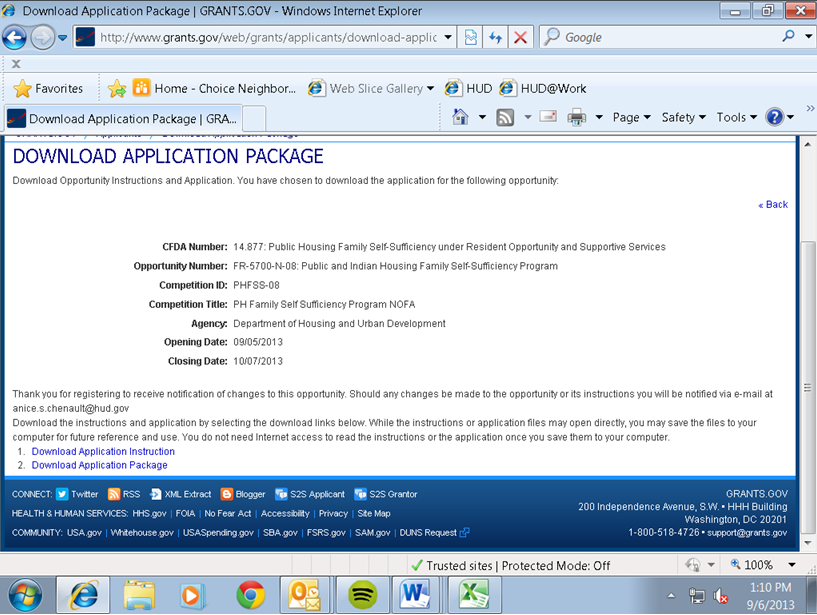 Download Application Package | GRANTS.GOV - Windows Internet Explorer
http://www.grants.gov/web/grants/applicants/download-applic
Google
x
Favorites Home - Choice Neighbor... Web Slice Gallery HUD HUD@Work
Download Application Package | GRA... Page Safety Tools
DOWNLOAD APPLICATION PACKAGE
Download Opportunity Instructions and Application. You have chosen to download the application for the following opportunity:
« Back
CFDA Number: 14.877: Public Housing Family Self-Sufficiency under Resident Opportunity and Supportive Services
Opportunity Number: FR-5700-N-08: Public and Indian Housing Family Self-Sufficiency Program
Competition ID: PHFSS-08
Competition Title: PH Family Self Sufficiency Program NOFA
Agency: Department of Housing and Urban Development
Opening Date: 09/05/2013
Closing Date: 10/07/2013
Thank you for registering to receive notification of changes to this opportunity. Should any changes be made to the opportunity or its instructions you will be notified via e-mail at
anice.s.chenault@hud.gov
Download the instructions and application by selecting the download links below. While the instructions or application files may open directly, you may save the files to your
computer for future reference and use. You do not need Internet access to read the instructions or the application once you save them to your computer.
1. Download Application Instruction
2. Download Application Package
CONNECT: Twitter RSS XML Extract Blogger S2S Applicant S2S Grantor
HEALTH & HUMAN SERVICES: HHS.gov | FOIA | No Fear Act | Accessibility | Privacy | Site Map
COMMUNITY: USA.gov | Whitehouse.gov | USASpending.gov | SBA.gov | FSRS.gov | SAM.gov | DUNS Request
GRANTS.GOV
200 Independence Avenue, S.W. • HHH Building
Washington, DC 20201
1-800-518-4726 • support@grants.gov
Trusted sites | Protected Mode: Off 100%
1:10 PM
9/6/2013